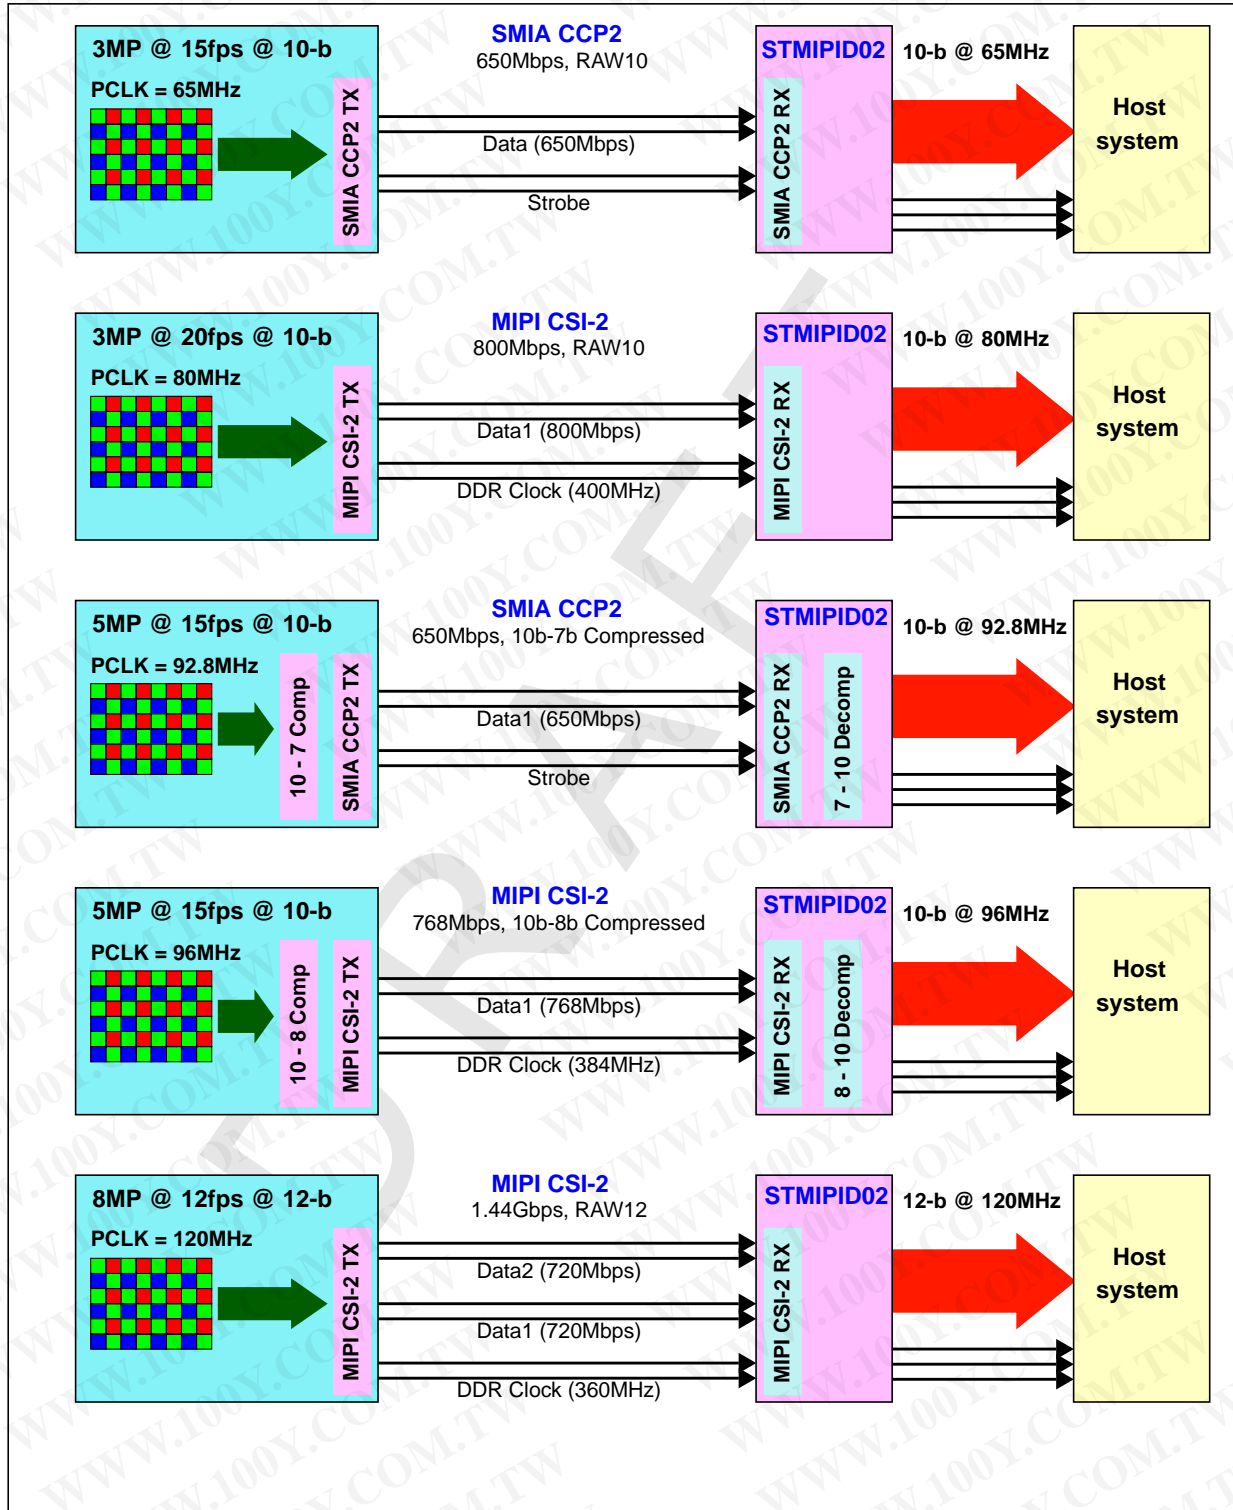 3MP @ 15fps @ 10-b
PCLK = 65MHz
SMIA CCP2 TX
SMIA CCP2
650Mbps, RAW10
Data (650Mbps)
Strobe
STMIPID02
SMIA CCP2 RX
10-b @ 65MHz
Host
system
3MP @ 20fps @ 10-b
PCLK = 80MHz
MIPI CSI-2 TX
MIPI CSI-2
800Mbps, RAW10
Data1 (800Mbps)
DDR Clock (400MHz)
STMIPID02
MIPI CSI-2 RX
10-b @ 80MHz
Host
system
5MP @ 15fps @ 10-b
PCLK = 92.8MHz
10 - 7 Comp
SMIA CCP2 TX
SMIA CCP2
650Mbps, 10b-7b Compressed
Data1 (650Mbps)
Strobe
STMIPID02
SMIA CCP2 RX
7 - 10 Decomp
10-b @ 92.8MHz
Host
system
5MP @ 15fps @ 10-b
PCLK = 96MHz
10 - 8 Comp
MIPI CSI-2 TX
MIPI CSI-2
768Mbps, 10b-8b Compressed
Data1 (768Mbps)
DDR Clock (384MHz)
STMIPID02
MIPI CSI-2 RX
8 - 10 Decomp
10-b @ 96MHz
Host
system
8MP @ 12fps @ 12-b
PCLK = 120MHz
MIPI CSI-2 TX
MIPI CSI-2
1.44Gbps, RAW12
Data2 (720Mbps)
Data1 (720Mbps)
DDR Clock (360MHz)
STMIPID02
MIPI CSI-2 RX
12-b @ 120MHz
Host
system
DRAFT
WWW.100Y.COM.TW